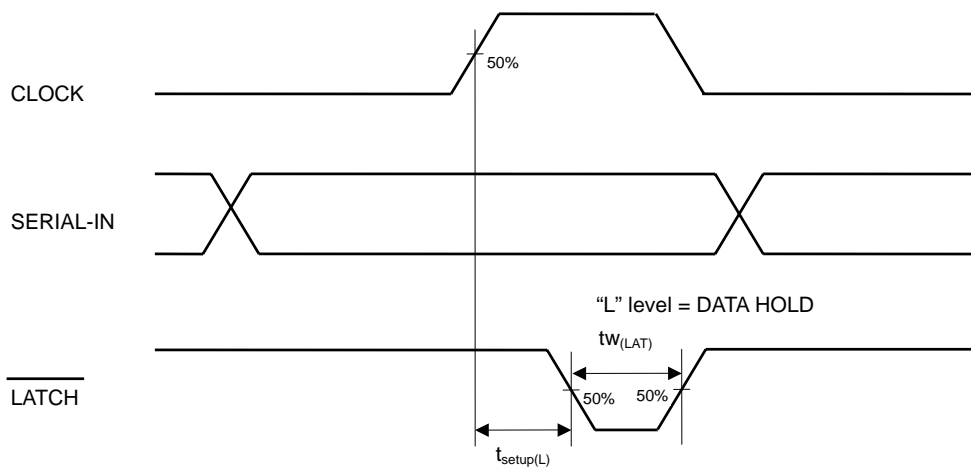 50%
CLOCK
SERIAL-IN
“L” level = DATA HOLD
tw(LAT)
LATCH
50%
50%
tsetup(L)